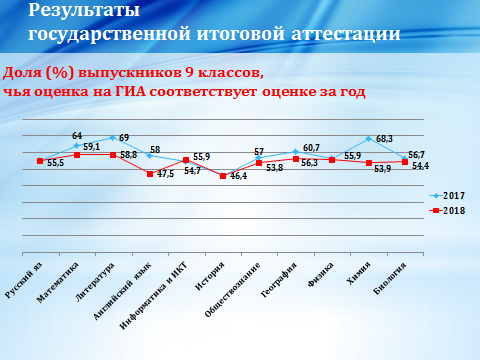 Результаты
государственной итоговой аттестации
Доля (%) выпускников 9 классов,
чья оценка на ГИА соответствует оценке за год
64
69
58
55,9
57
60,7
55,9
68,3
56,7
55,5
59,1
58,8
47,5
54,7
46,4
53,8
56,3
53,9
54,4
2017
2018
Русский яз
Математика
Литература
Английский язык
Информатика и ИКТ
История
Обществознание
География
Физика
Химия
Биология